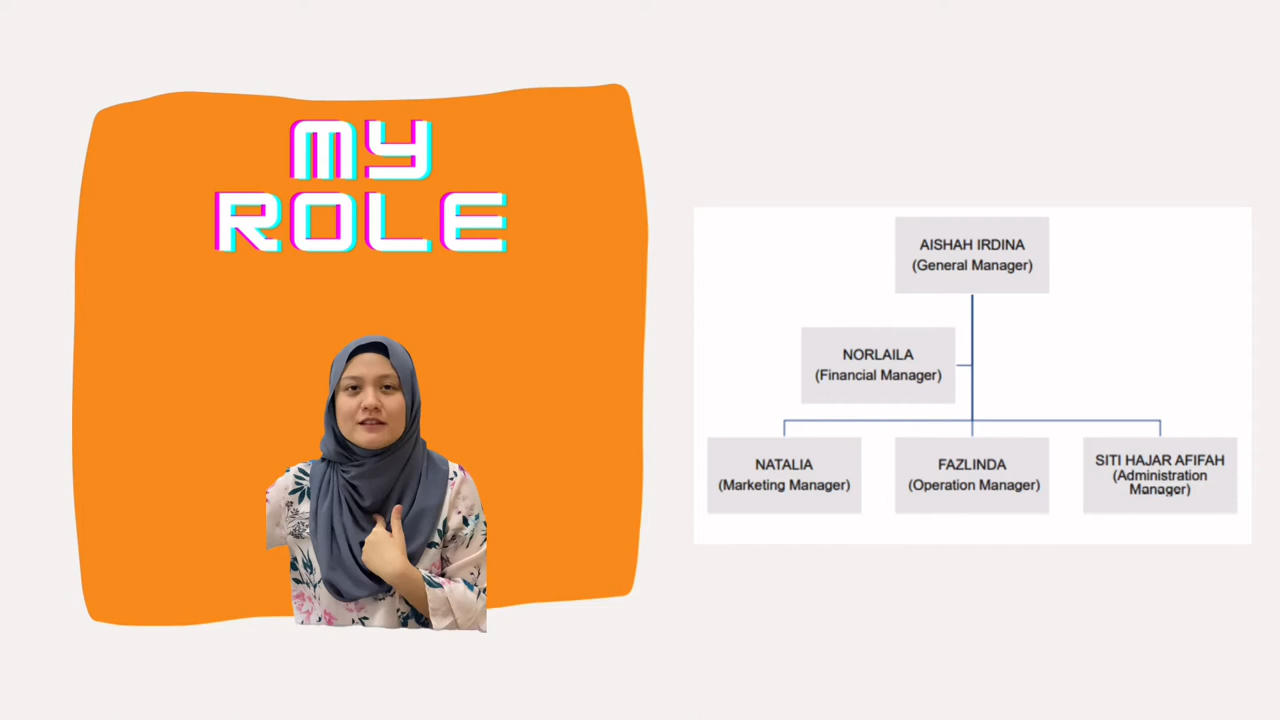 MY
ROLE
AISHAH IRDINA
(General Manager)
NORLAILA
(Financial Manager)
NATALIA
(Marketing Manager)
FAZLINDA
(Operation Manager)
SITI HAJAR AFIFAH
(Administration
Manager)